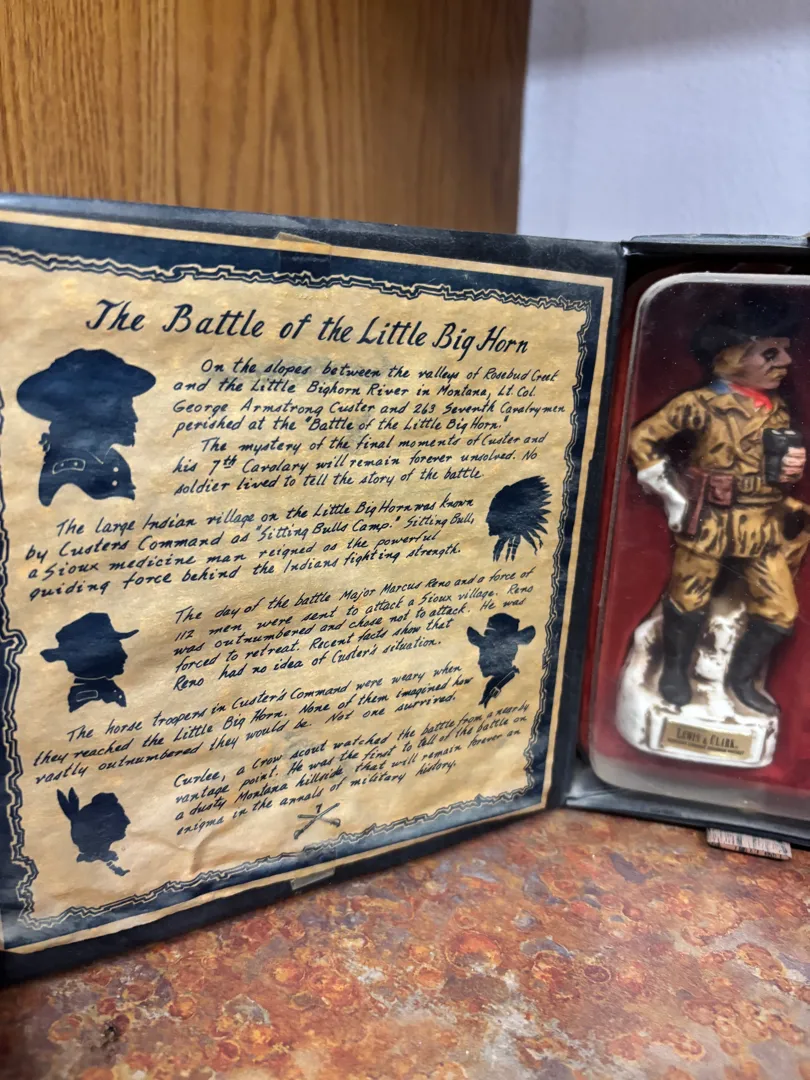 The Battle of the Little Big Horn
On the slopes between the valleys of Rosebud Creek
and the Little Bighorn River in Montana, Lt. Col.
George Armstrong Custer and 263 Seventh Cavalrymen
perished at the "Battle of the Little Big Horn."
The mystery of the final moments of Custer and
his 7th Cavalary will remain forever unsolved. No
soldier lived to tell the story of the battle
The large Indian village on the Little Big Horn was known
by Custers Command as "Sitting Bulls Camp." Sitting Bull,
a Sioux medicine man reigned as the powerful
guiding force behind the Indians fighting strength.
The day of the battle Major Marcus Reno and a force of
112 men were sent to attack a Sioux village. Reno
was outnumbered and chose not to attack. He was
forced to retreat. Recent facts show that
Reno had no idea of Custer's situation.
The horse troopers in Custer's Command were weary when
they reached the Little Big Horn. None of them imagined how
vastly outnumbered they would be. Not one survived.
Curlee, a Crow scout watched the battle from a nearby
vantage point. He was the first to tell of the battle on
a dusty Montana hillside, that will remain forever an
enigma in the annals of military history.
7
Lewis & Clark.